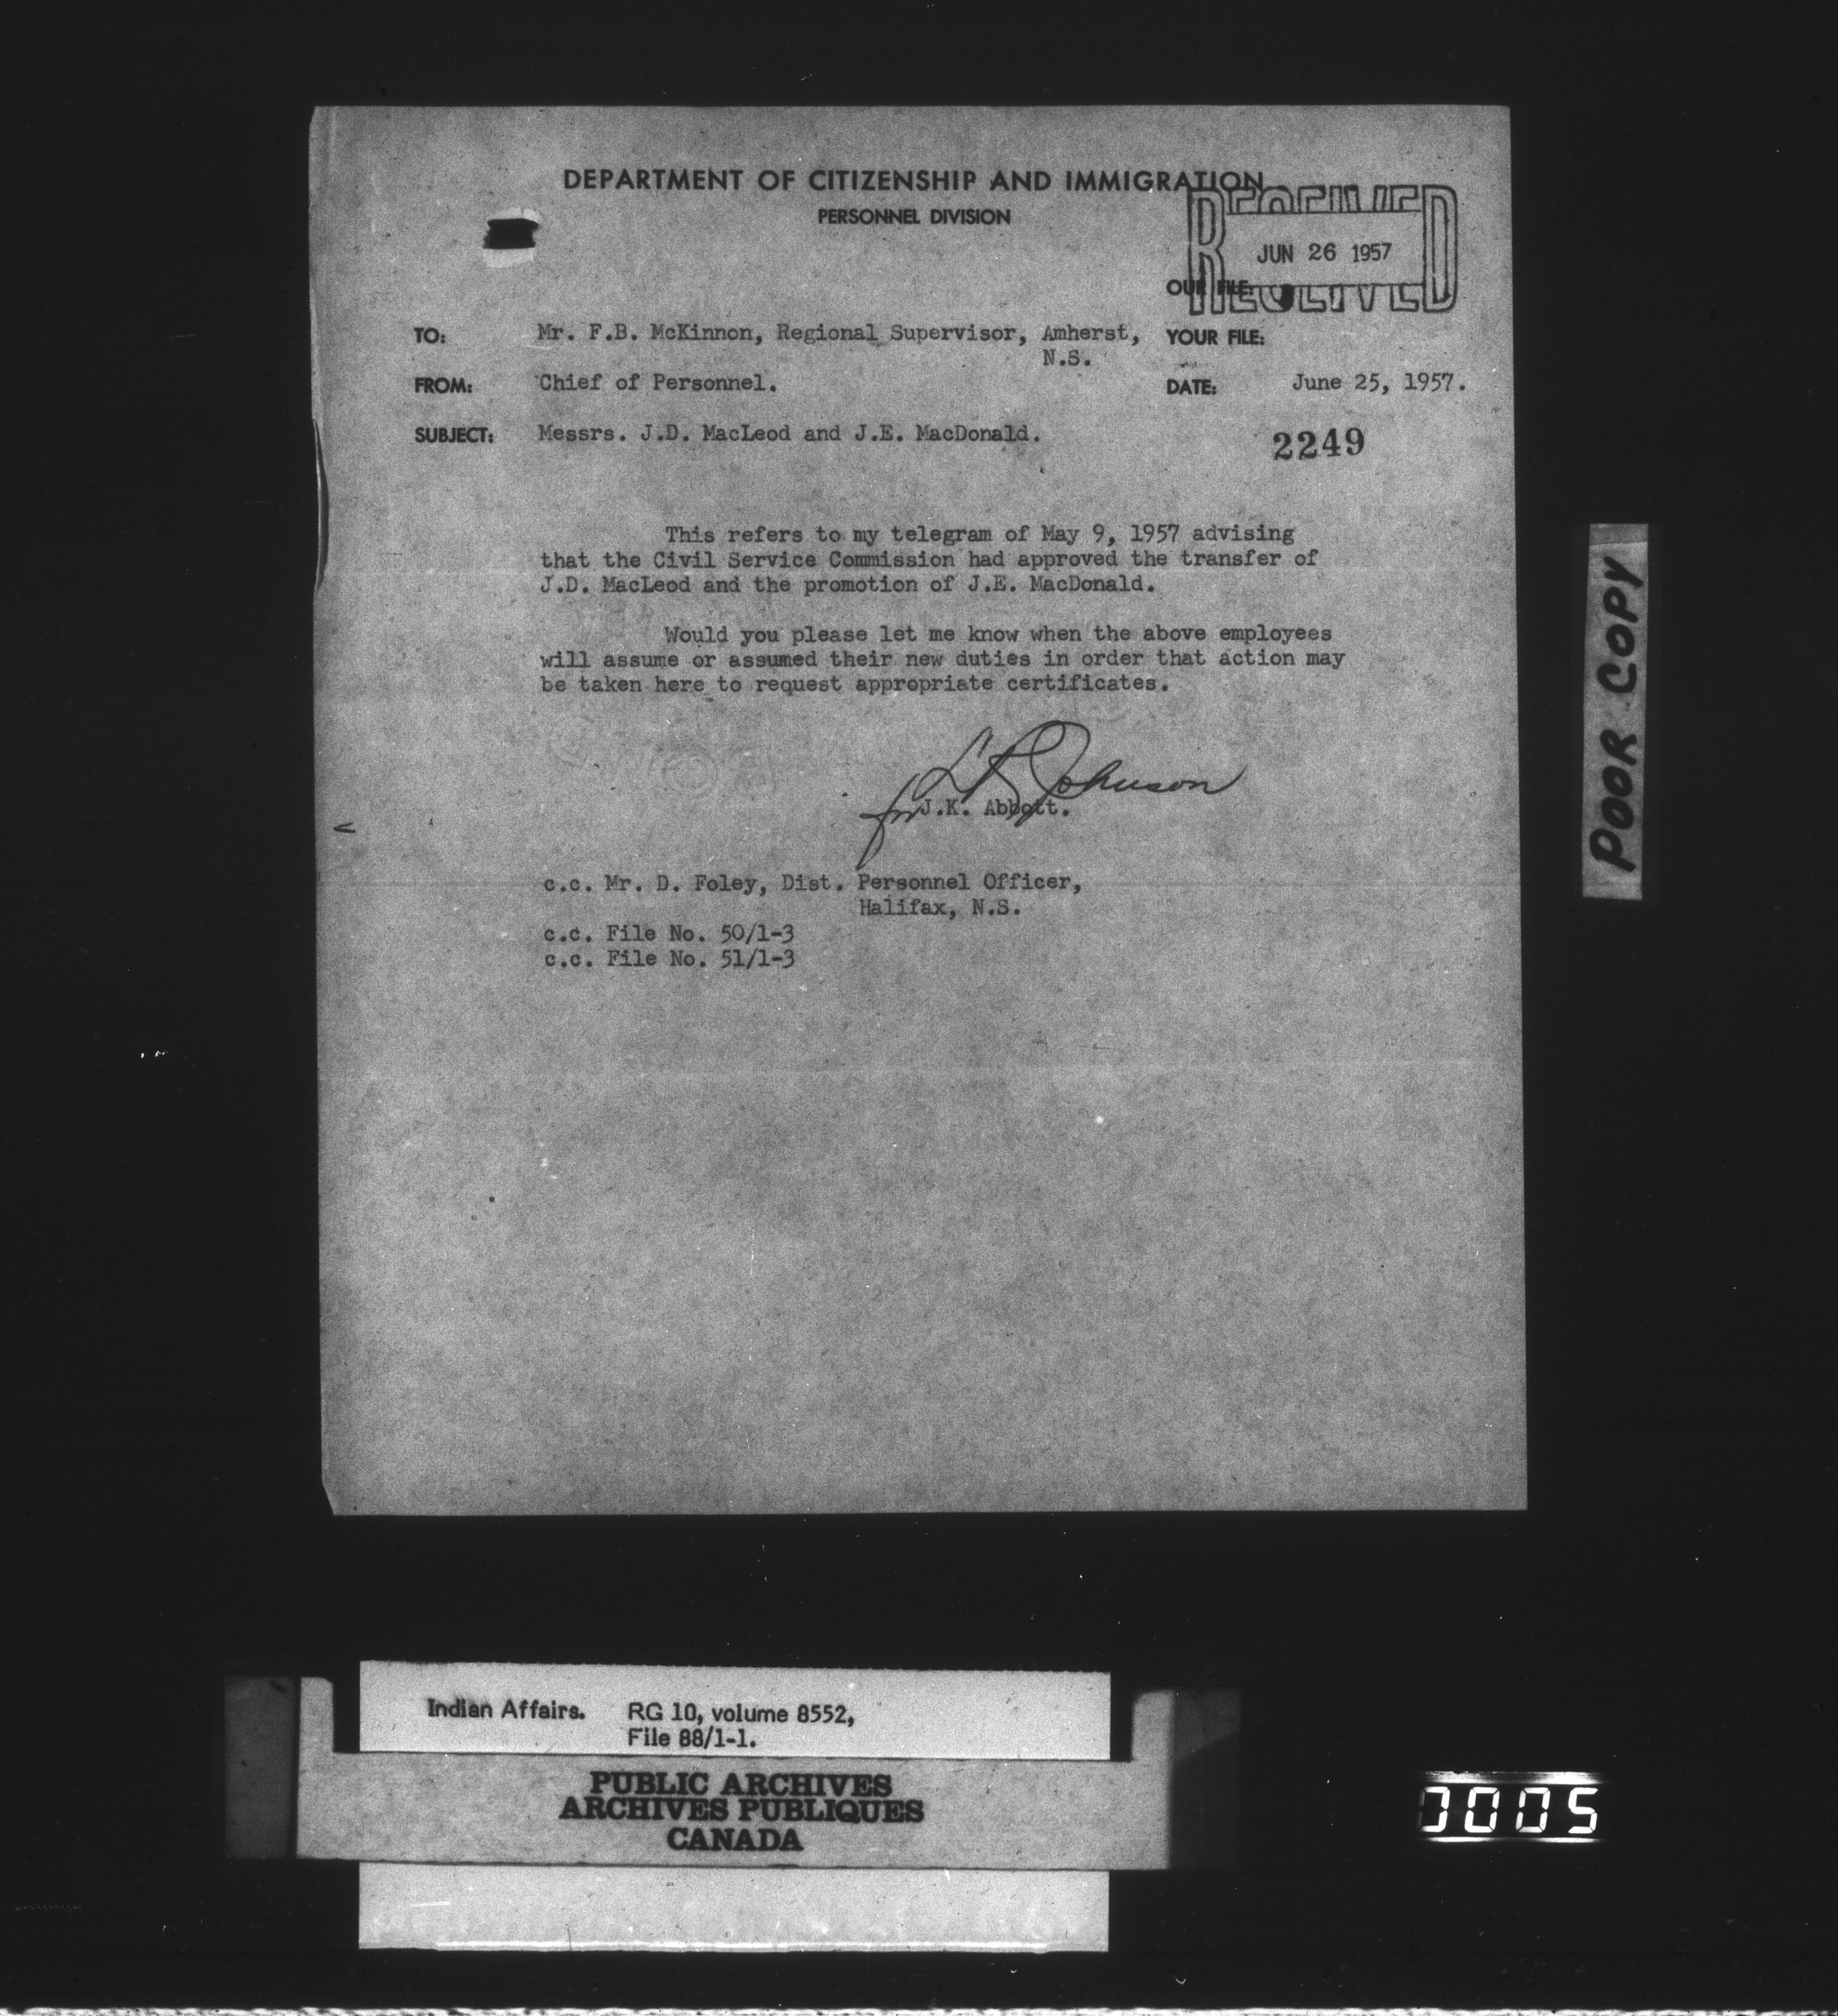 DEPARTMENT OF CITIZENSHIP AND IMMIGRATION
PERSONNEL DIVISION
RECEIVED
JUN 26 1957
RECEIVED
OUR FILE:
TO: Mr. F.B. McKinnon, Regional Supervisor, Amherst, N.S.
YOUR FILE:
FROM: Chief of Personnel.
DATE: June 25, 1957.
SUBJECT: Messrs. J.D. MacLeod and J.E. MacDonald.
2249
This refers to my telegram of May 9, 1957 advising
that the Civil Service Commission had approved the transfer of
J.D. MacLeod and the promotion of J.E. MacDonald.
Would you please let me know when the above employees
will assume or assumed their new duties in order that action may
be taken here to request appropriate certificates.
Johnson
for J.K. Abbott.
c.c. Mr. D. Foley, Dist. Personnel Officer,
Halifax, N.S.
c.c. File No. 50/1-3
c.c. File No. 51/1-3
POOR COPY
Indian Affairs. RG 10, volume 8552,
File 88/1-1.
PUBLIC ARCHIVES
ARCHIVES PUBLIQUES
CANADA
0005